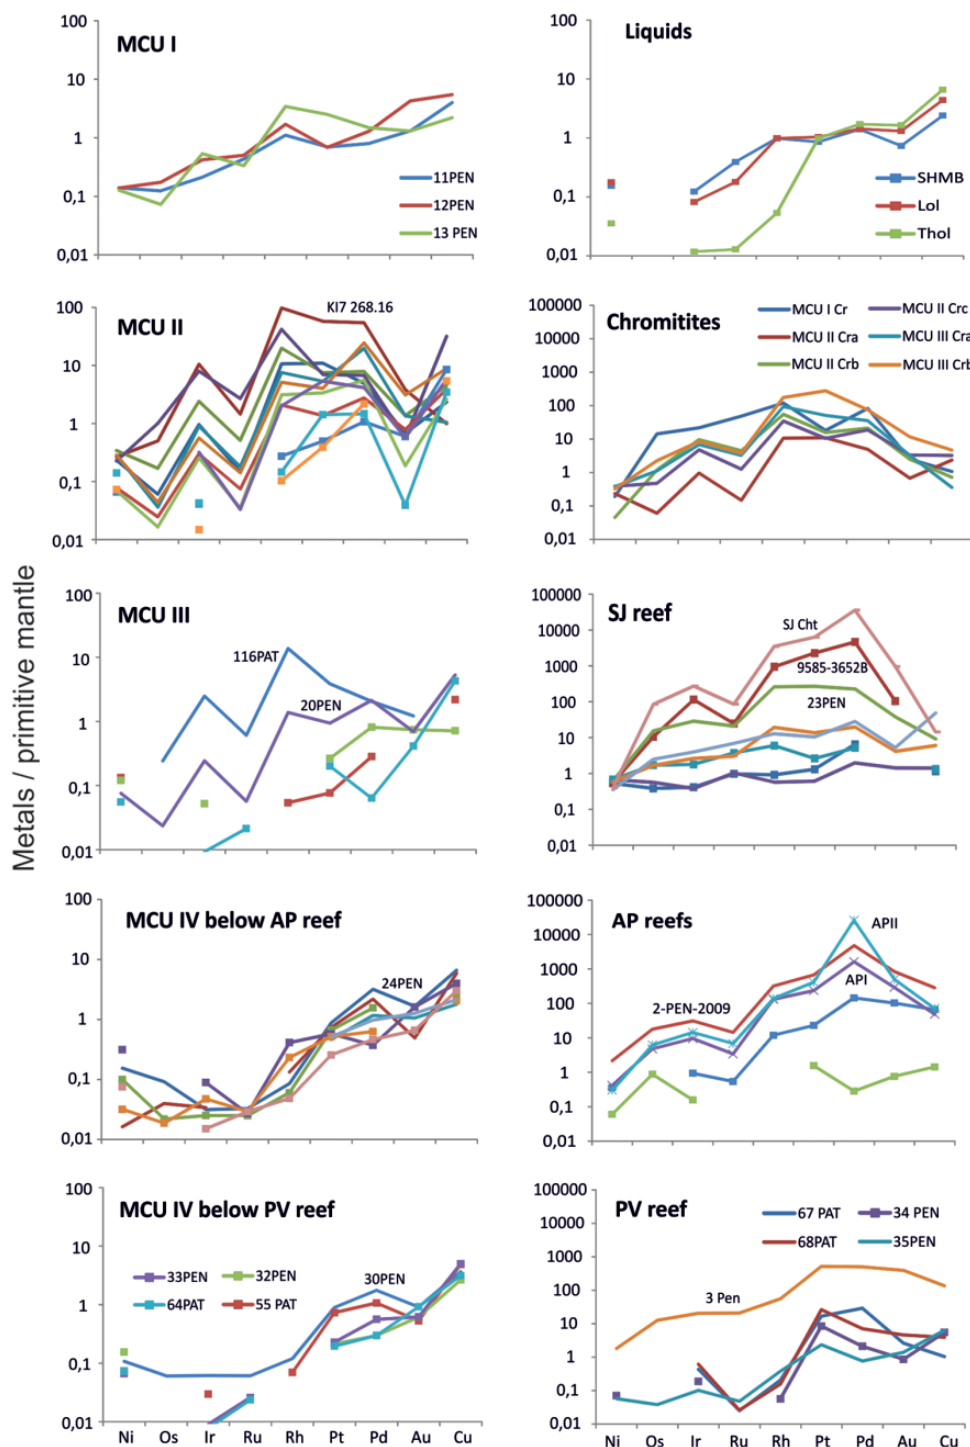 Metals / primitive mantle
MCU I
100
10
1
0,1
0,01
11PEN
12PEN
13 PEN
Liquids
100
10
1
0,1
0,01
SHMB
Lol
Thol
MCU II
KI7 268.16
100
10
1
0,1
0,01
Chromitites
100000
10000
1000
100
10
1
0,1
0,01
MCU I Cr
MCU II Crc
MCU II Cra
MCU III Cra
MCU II Crb
MCU III Crb
MCU III
100
10
1
0,1
0,01
116PAT
20PEN
SJ reef
100000
10000
1000
100
10
1
0,1
0,01
SJ Cht
9585-3652B
23PEN
MCU IV below AP reef
100
10
1
0,1
0,01
24PEN
AP reefs
100000
10000
1000
100
10
1
0,1
0,01
APII
API
2-PEN-2009
MCU IV below PV reef
100
10
1
0,1
0,01
33PEN
32PEN
64PAT
55 PAT
30PEN
Ni Os Ir Ru Rh Pt Pd Au Cu
PV reef
100000
10000
1000
100
10
1
0,1
0,01
67 PAT
34 PEN
68PAT
35PEN
3 Pen
Ni Os Ir Ru Rh Pt Pd Au Cu